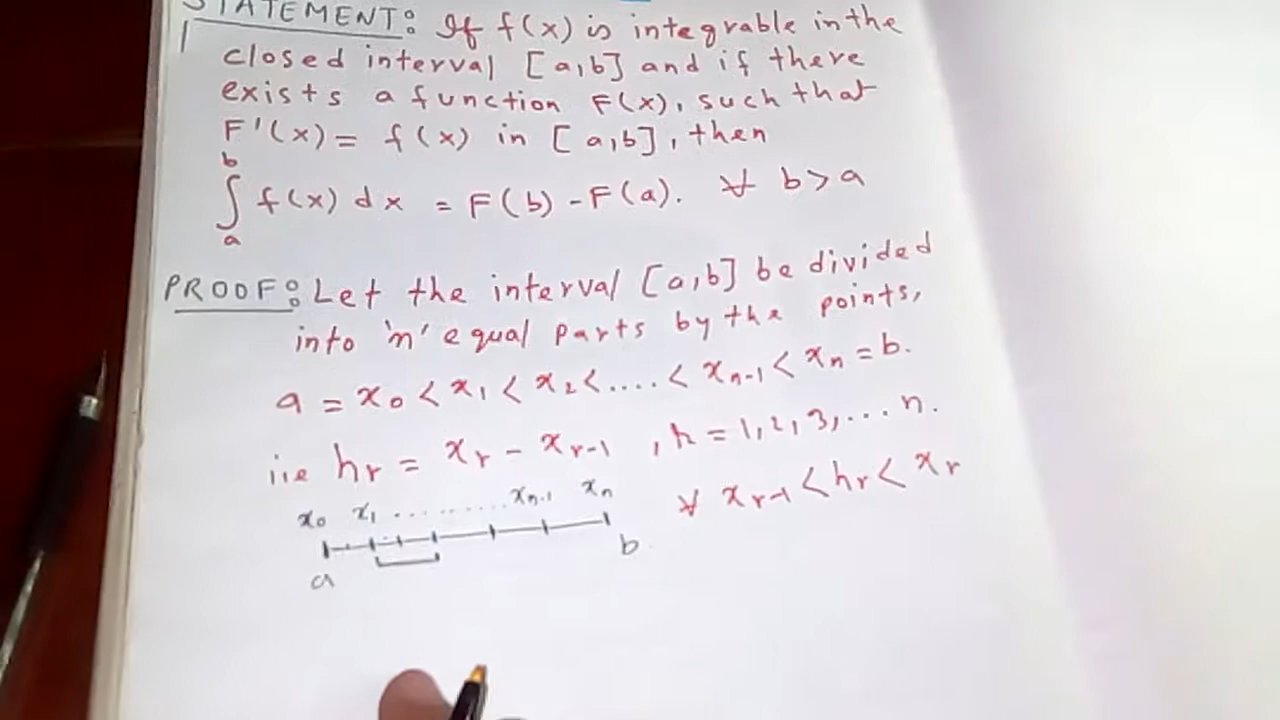 STATEMENT: If f(x) is integrable in the
closed interval [a,b] and if there
exists a function F(x), such that
F'(x) = f(x) in [a,b], then
∫_a^b f(x) dx = F(b) - F(a). ∀ b > a
PROOF: Let the interval [a,b] be divided
into 'n' equal parts by the points,
a = x₀ < x₁ < x₂ < .... < xₙ₋₁ < xₙ = b.
i.e hᵣ = xᵣ - xᵣ₋₁ , r = 1, 2, 3, ... n.
∀ xᵣ₋₁ < hᵣ < xᵣ
x₀ x₁ ......... xₙ₋₁ xₙ
a b